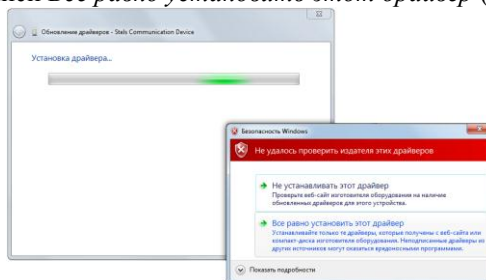 Все равно установить этот драйвер (
Обновление драйверов - Stels Communication Device
Установка драйвера...
Безопасность Windows
Не удалось проверить издателя этих драйверов
Не устанавливать этот драйвер
Проверьте веб-сайт изготовителя оборудования на наличие
обновленных драйверов для этого устройства.
Все равно установить этот драйвер
Устанавливайте только те драйверы, которые получены с веб-сайта или
компакт-диска изготовителя оборудования. Неподписанные драйверы из
других источников могут оказаться вредоносными программами.
Показать подробности